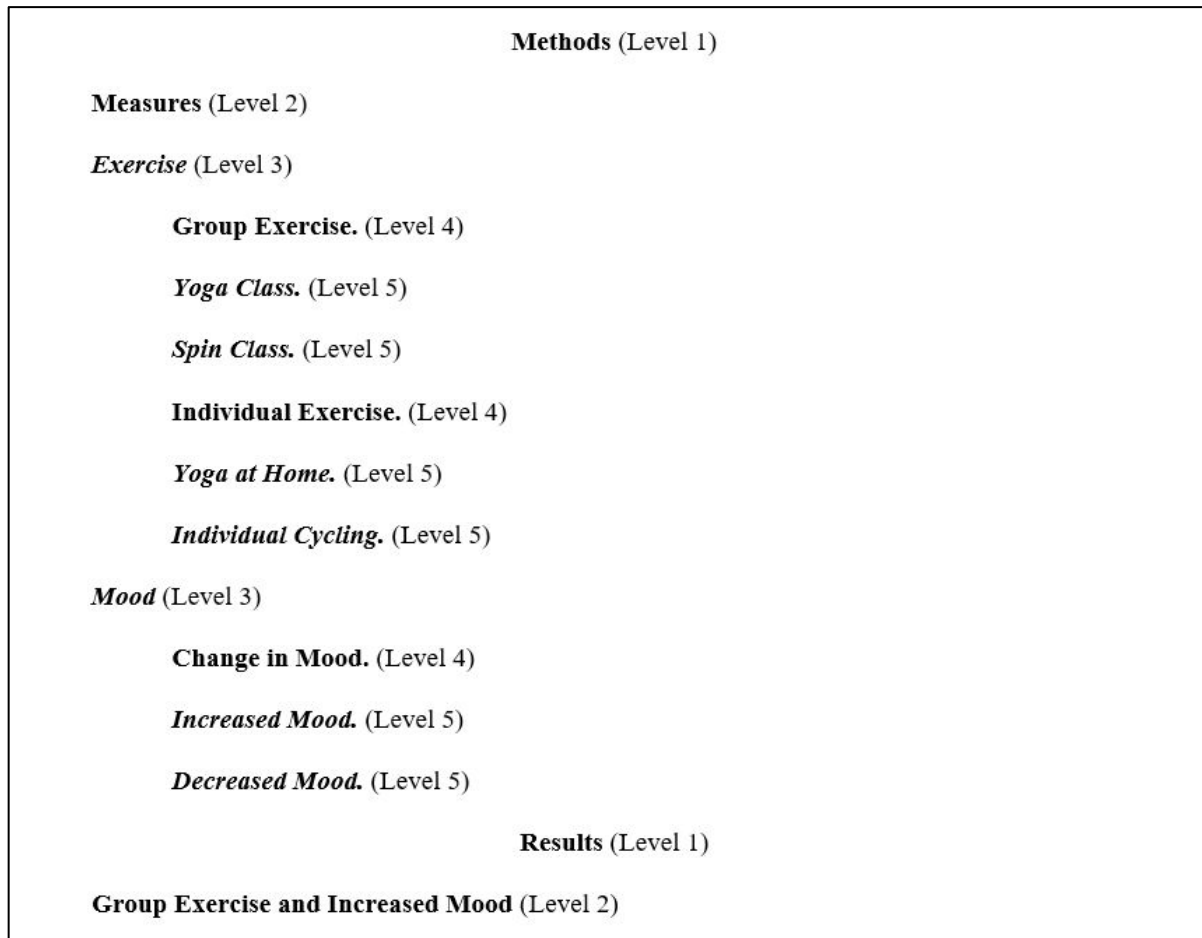 Methods (Level 1)
Measures (Level 2)
Exercise (Level 3)
Group Exercise. (Level 4)
Yoga Class. (Level 5)
Spin Class. (Level 5)
Individual Exercise. (Level 4)
Yoga at Home. (Level 5)
Individual Cycling. (Level 5)
Mood (Level 3)
Change in Mood. (Level 4)
Increased Mood. (Level 5)
Decreased Mood. (Level 5)
Results (Level 1)
Group Exercise and Increased Mood (Level 2)